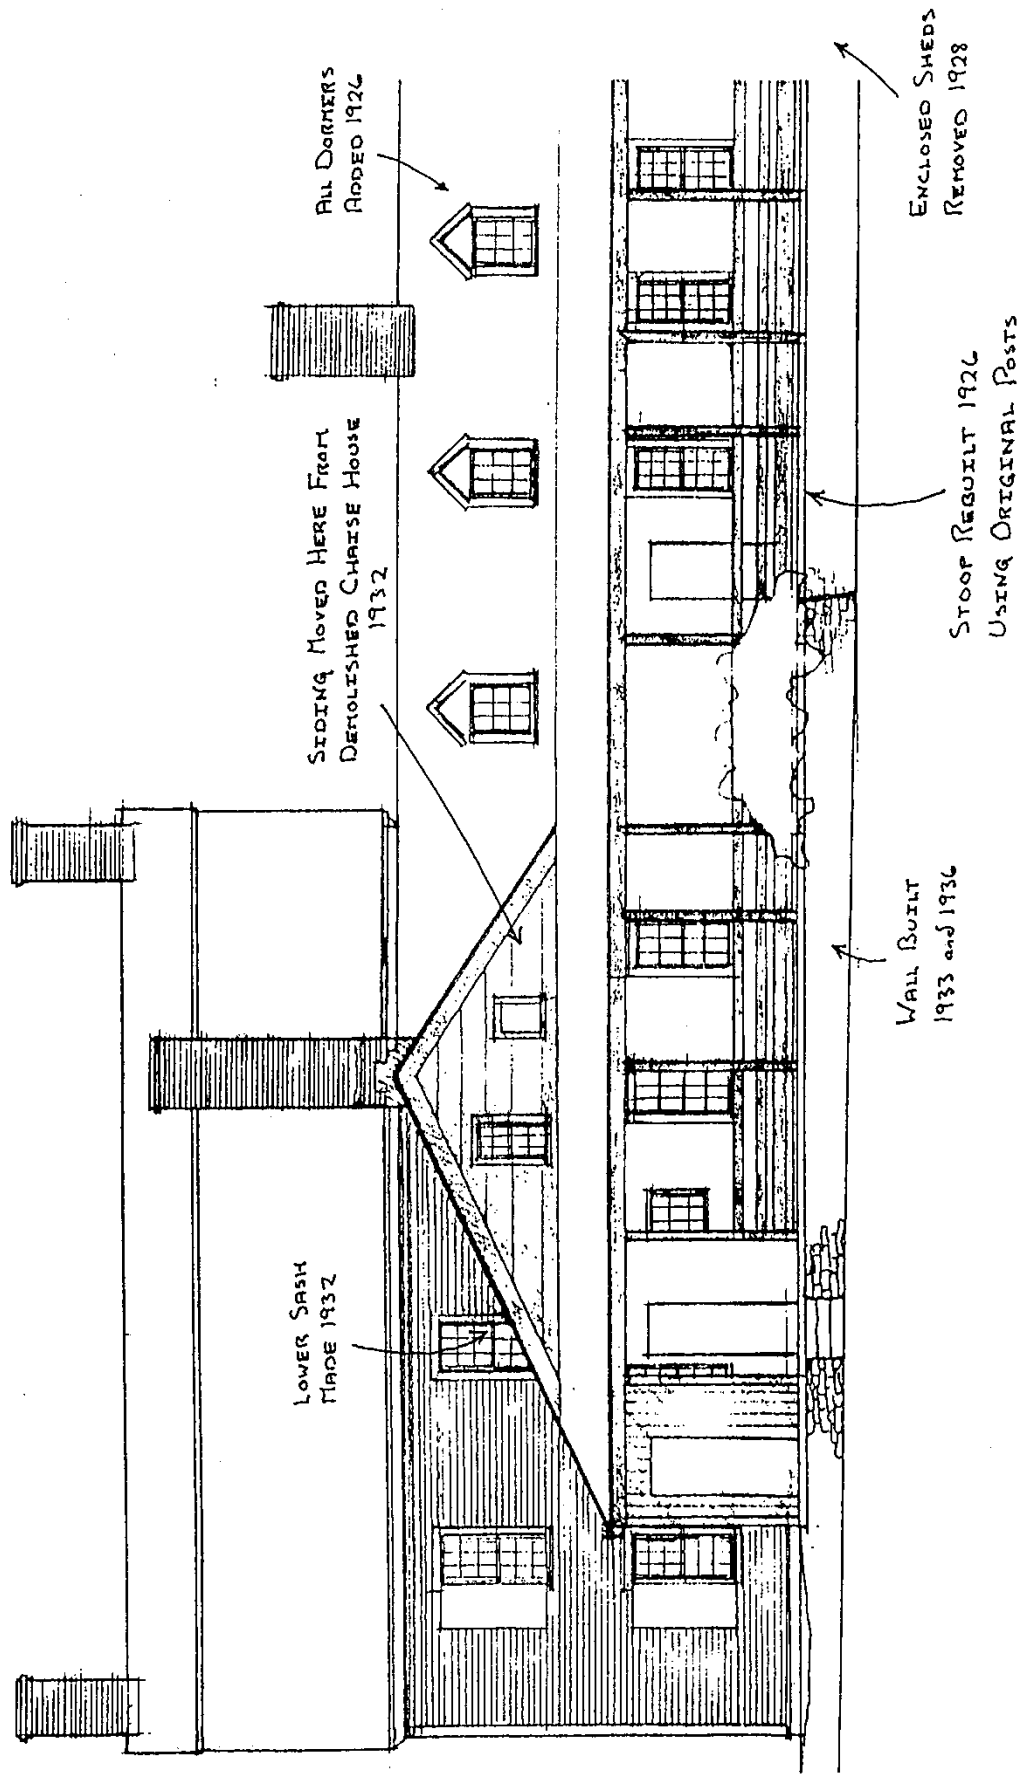 LOWER SASH
MADE 1932
SIDING MOVED HERE FROM
DEMOLISHED CHAISE HOUSE
1932
ALL DORMERS
ADDED 1926
WALL BUILT
1933 and 1936
STOOP REBUILT 1926
USING ORIGINAL POSTS
ENCLOSED SHEDS
REMOVED 1928